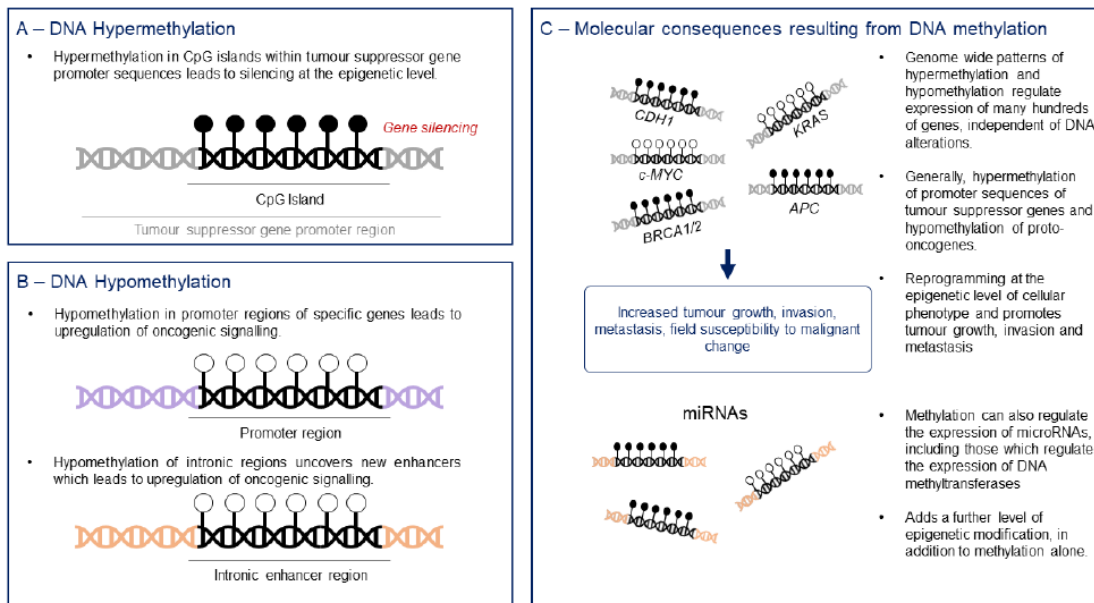 A – DNA Hypermethylation
• Hypermethylation in CpG islands within tumour suppressor gene
promoter sequences leads to silencing at the epigenetic level.
Gene silencing
CpG Island
Tumour suppressor gene promoter region
B – DNA Hypomethylation
• Hypomethylation in promoter regions of specific genes leads to
upregulation of oncogenic signalling.
Promoter region
• Hypomethylation of intronic regions uncovers new enhancers
which leads to upregulation of oncogenic signalling.
Intronic enhancer region
C – Molecular consequences resulting from DNA methylation
CDH1
KRAS
c-MYC
APC
BRCA1/2
Increased tumour growth, invasion,
metastasis, field susceptibility to malignant
change
miRNAs
• Genome wide patterns of
hypermethylation and
hypomethylation regulate
expression of many hundreds
of genes, independent of DNA
alterations.
• Generally, hypermethylation
of promoter sequences of
tumour suppressor genes and
hypomethylation of proto-
oncogenes.
• Reprogramming at the
epigenetic level of cellular
phenotype and promotes
tumour growth, invasion and
metastasis
• Methylation can also regulate
the expression of microRNAs,
including those which regulate
the expression of DNA
methyltransferases
• Adds a further level of
epigenetic modification, in
addition to methylation alone.